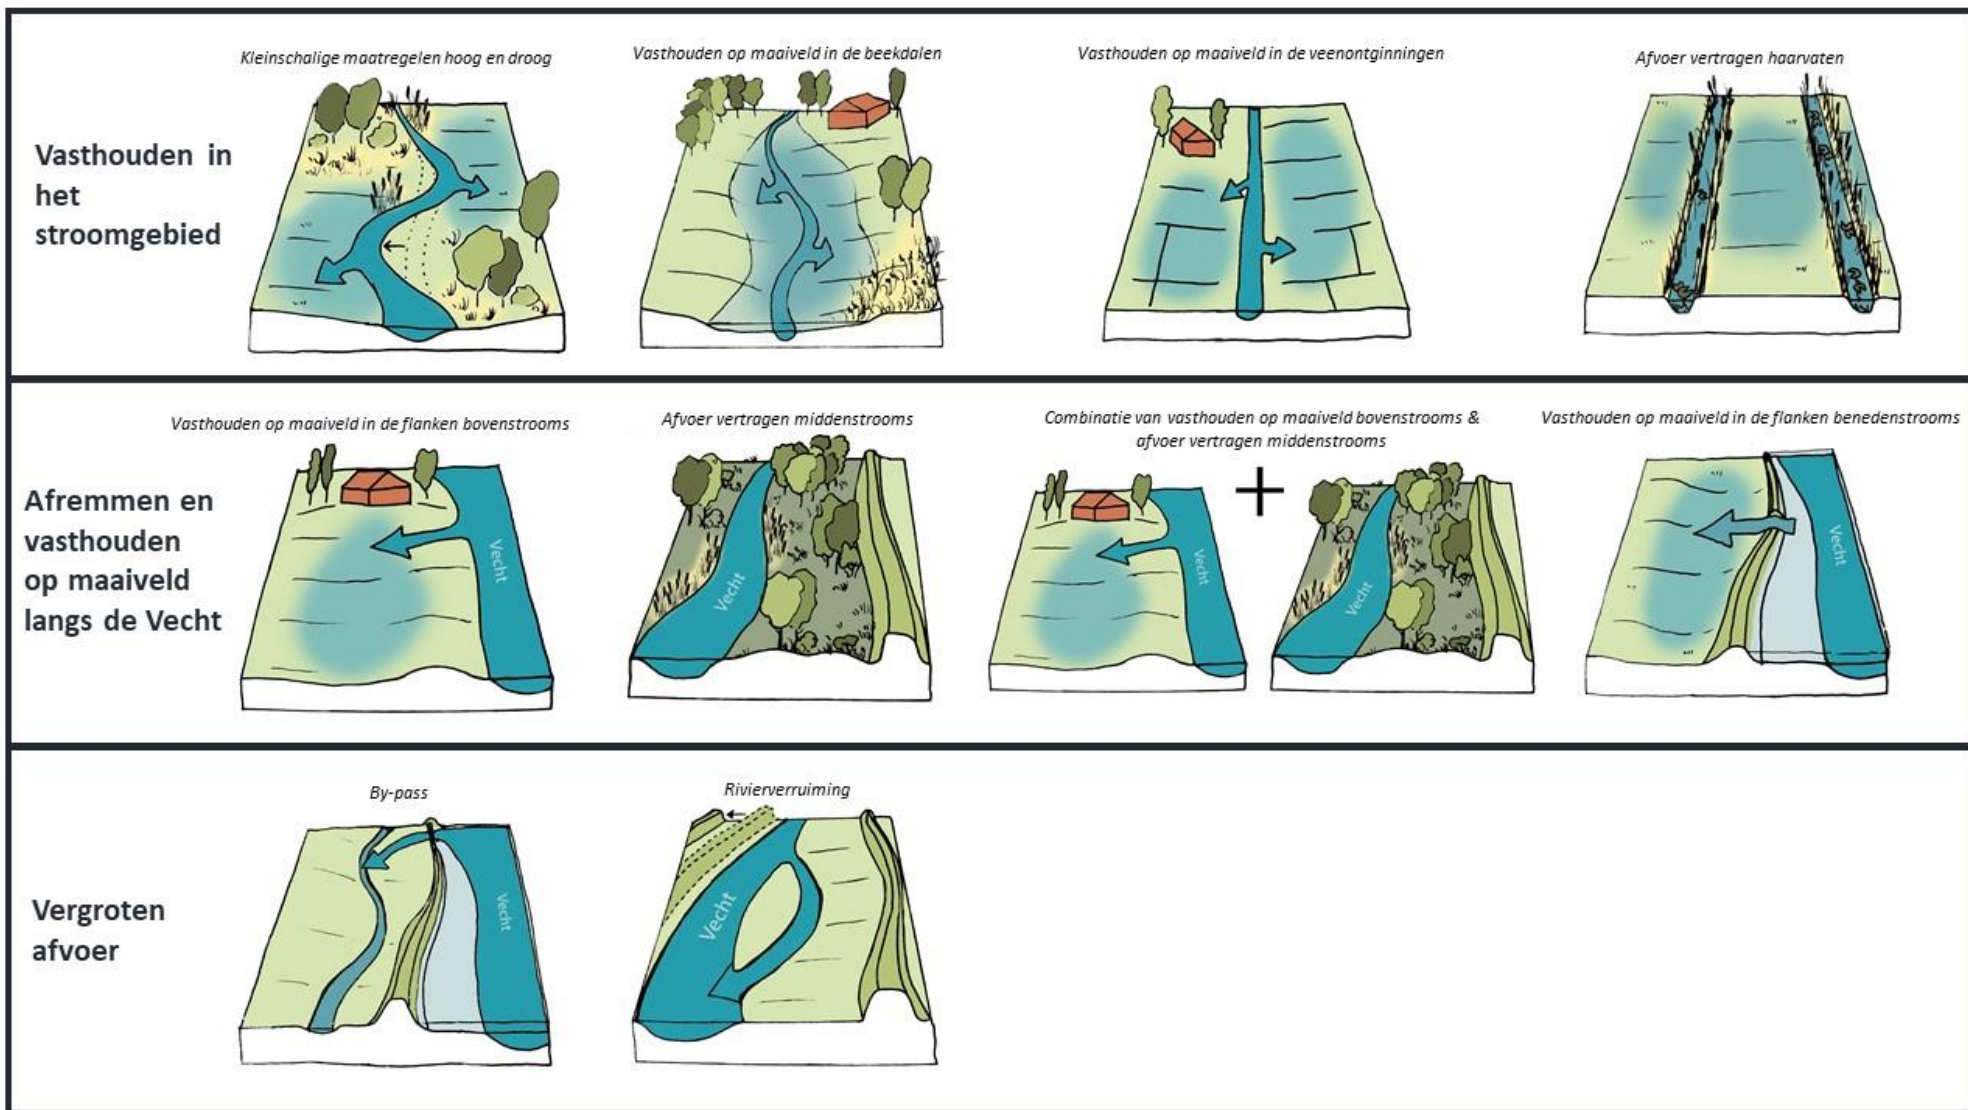 Vasthouden in
het
stroomgebied
Kleinschalige maatregelen hoog en droog
Vasthouden op maaiveld in de beekdalen
Vasthouden op maaiveld in de veenontginningen
Afvoer vertragen haarvaten
Afremmen en
vasthouden
op maaiveld
langs de Vecht
Vasthouden op maaiveld in de flanken bovenstrooms
Vecht
Afvoer vertragen middenstrooms
Vecht
Combinatie van vasthouden op maaiveld bovenstrooms &
afvoer vertragen middenstrooms
Vecht
+
Vecht
Vasthouden op maaiveld in de flanken benedenstrooms
Vecht
Vergroten
afvoer
By-pass
Vecht
Rivierverruiming
Vecht